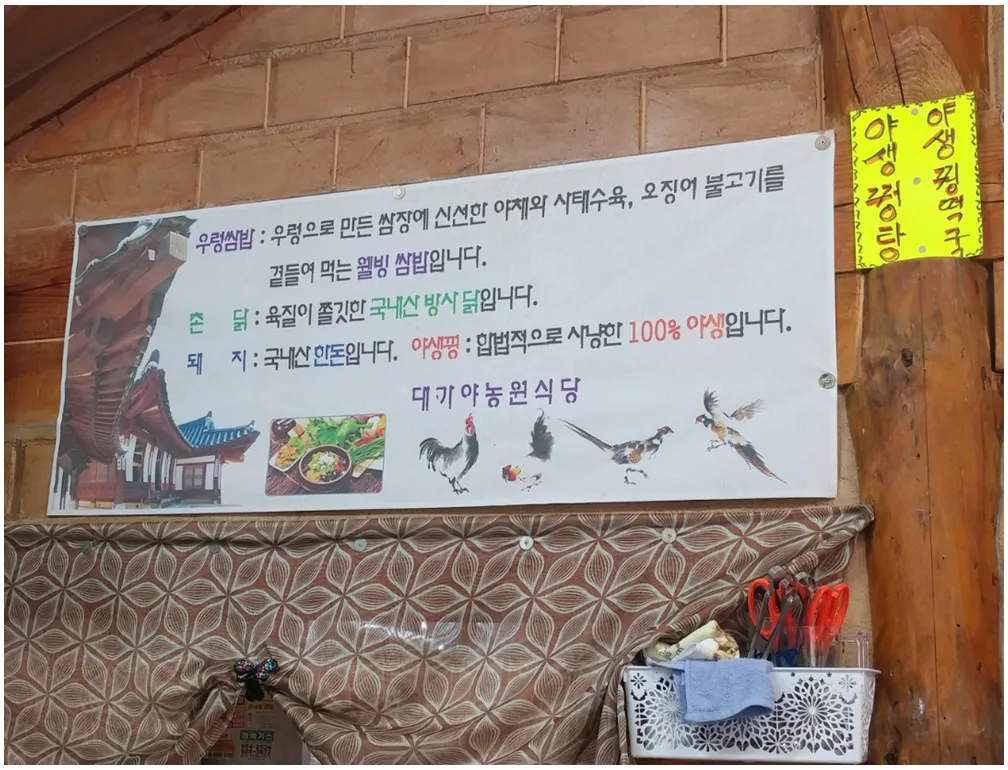 우렁쌈밥 : 우렁으로 만든 쌈장에 신선한 야채와 사태수육, 오징어 불고기를
곁들여 먹는 웰빙 쌈밥입니다.
촌 닭 : 육질이 쫄깃한 국내산 방사 닭입니다.
돼 지 : 국내산 한돈입니다. 야생꿩 : 합법적으로 사냥한 100% 야생입니다.
대가야농원식당
야생꿩떡국
야생꿩탕